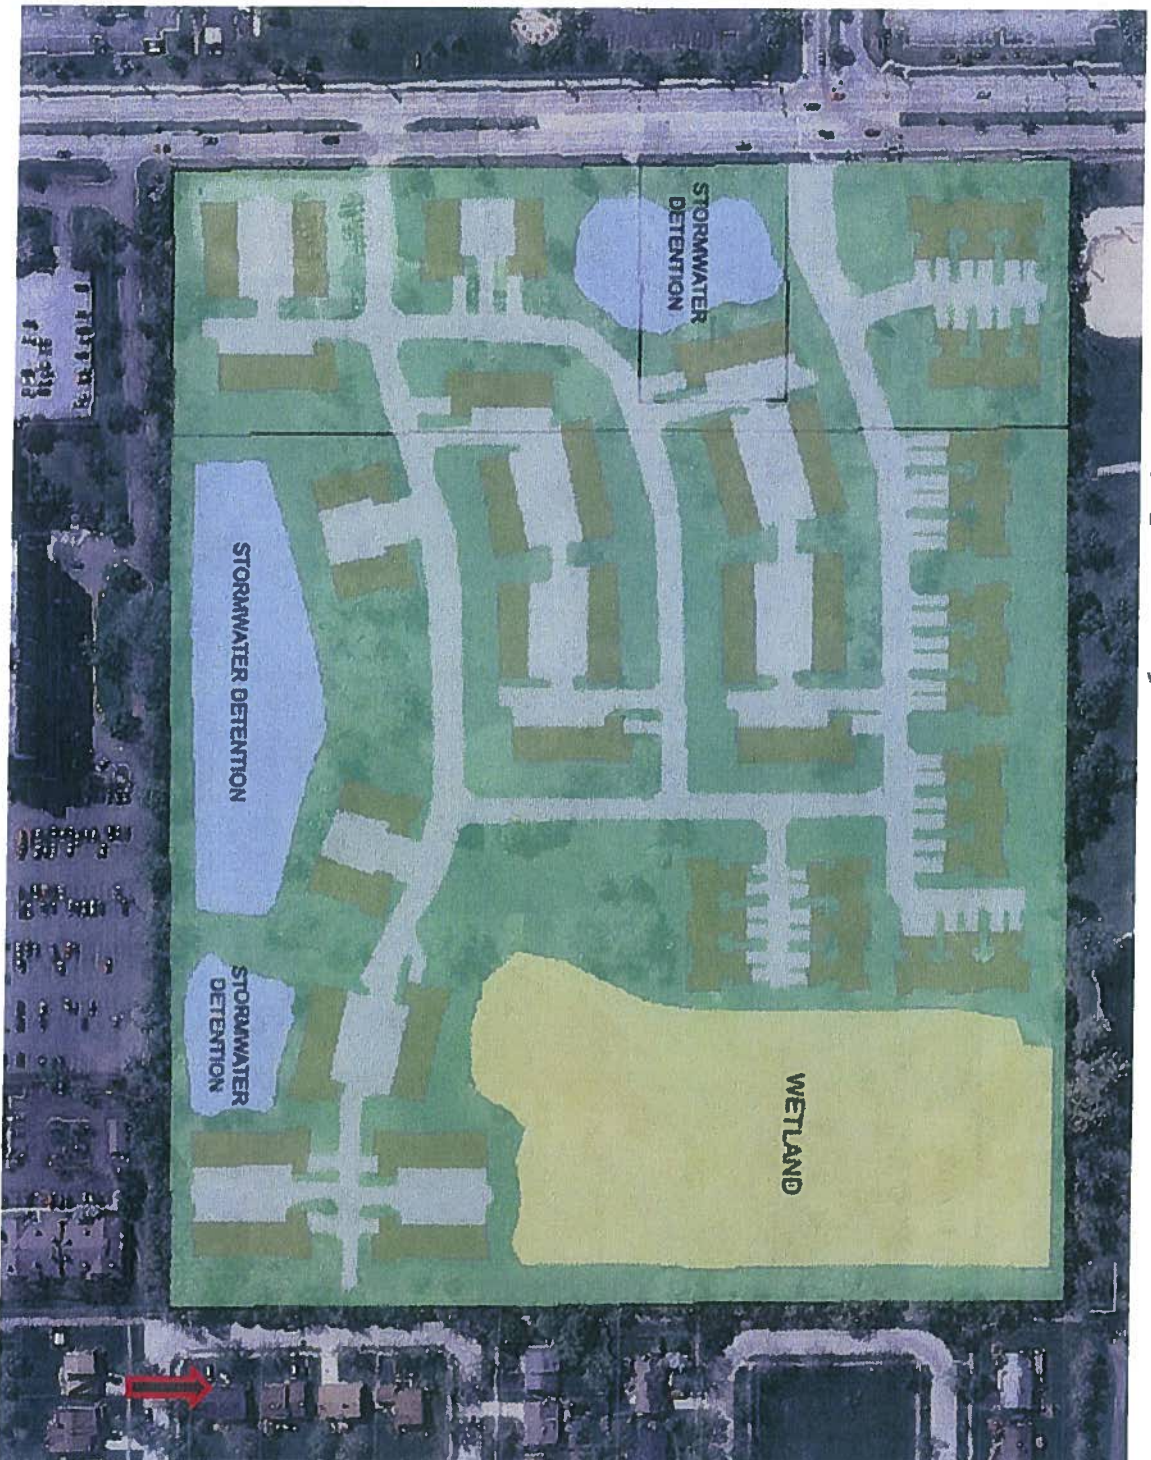 STORMWATER
DETENTION
STORMWATER DETENTION
STORMWATER
DETENTION
WETLAND
N